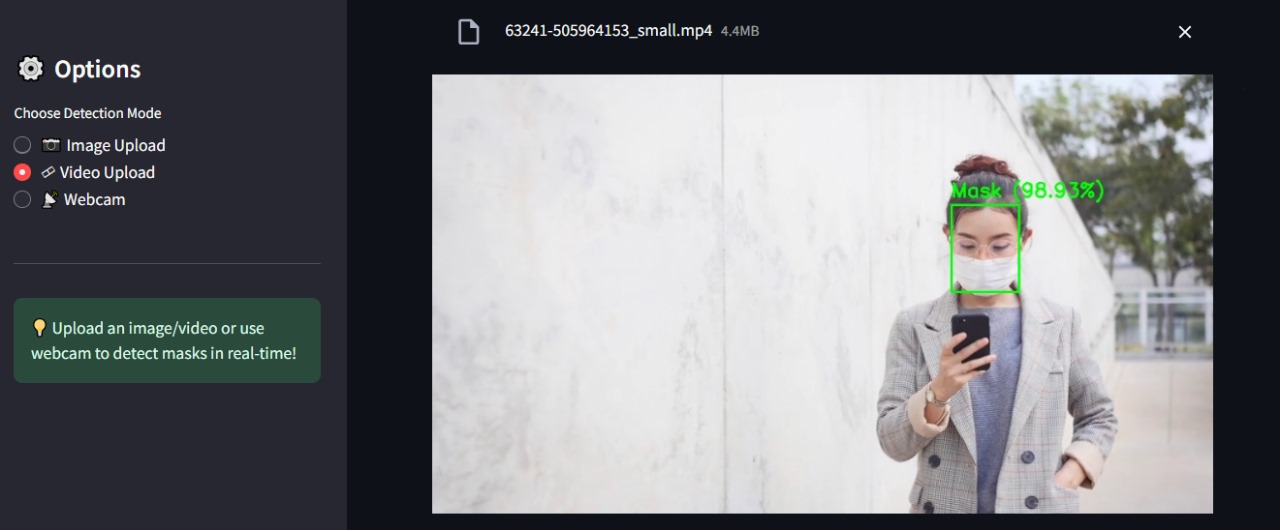 Options
Choose Detection Mode
Image Upload
Video Upload
Webcam
Upload an image/video or use
webcam to detect masks in real-time!
63241-505964153_small.mp4 4.4MB
Mask (98.93%)